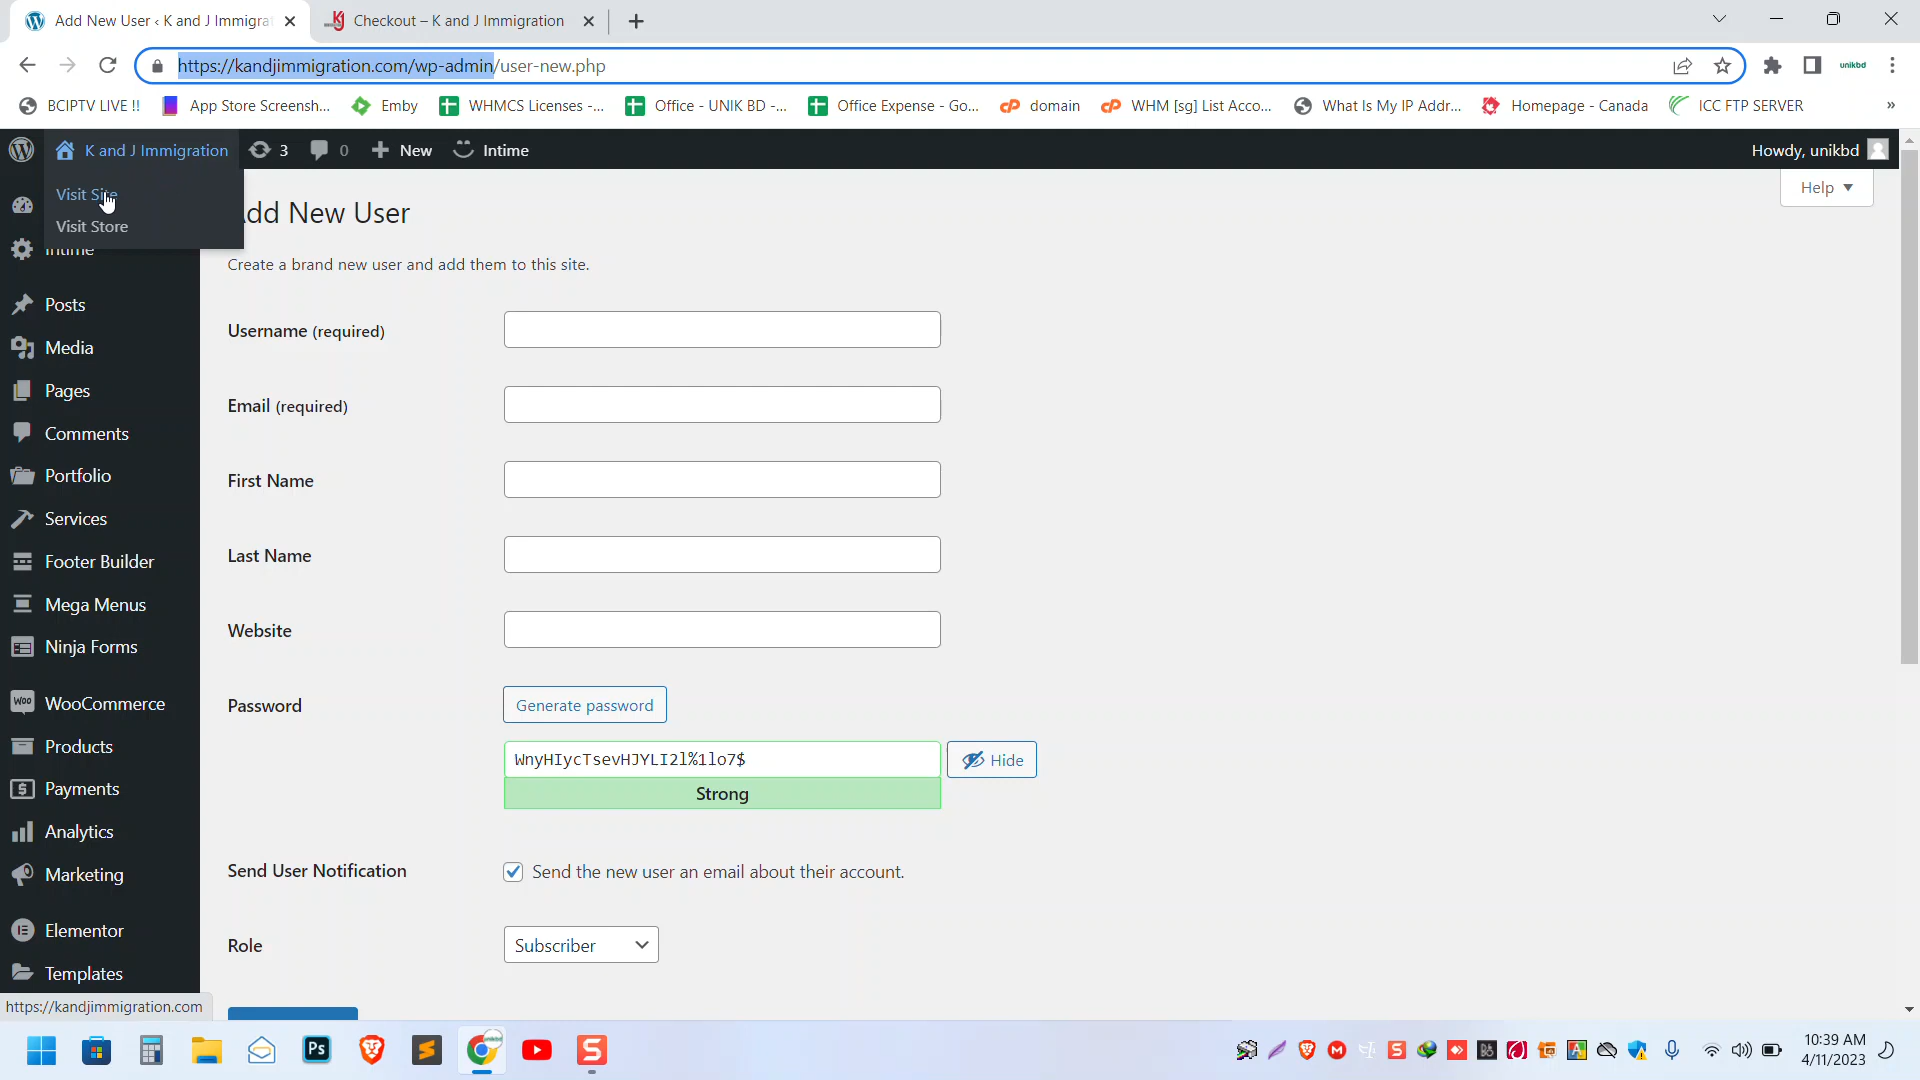 Add New User ‹ K and J Immigra
Checkout – K and J Immigration
https://kandjimmigration.com/wp-admin/user-new.php
unikbd
BCIPTV LIVE !!
App Store Screensh...
Emby
WHMCS Licenses -...
Office - UNIK BD -...
Office Expense - Go...
domain
WHM [sg] List Acco...
What Is My IP Addr...
Homepage - Canada
ICC FTP SERVER
»
K and J Immigration
3
0
New
Intime
Howdy, unikbd
Visit Site
Visit Store
Help
Intime
Posts
Media
Pages
Comments
Portfolio
Services
Footer Builder
Mega Menus
Ninja Forms
WooCommerce
Products
Payments
Analytics
Marketing
Elementor
Templates
https://kandjimmigration.com
dd New User
Create a brand new user and add them to this site.
Username (required)
Email (required)
First Name
Last Name
Website
Password
Generate password
WnyHIycTsevHJYLI2l%1lo7$
Hide
Strong
Send User Notification
Send the new user an email about their account.
Role
Subscriber
10:39 AM
4/11/2023